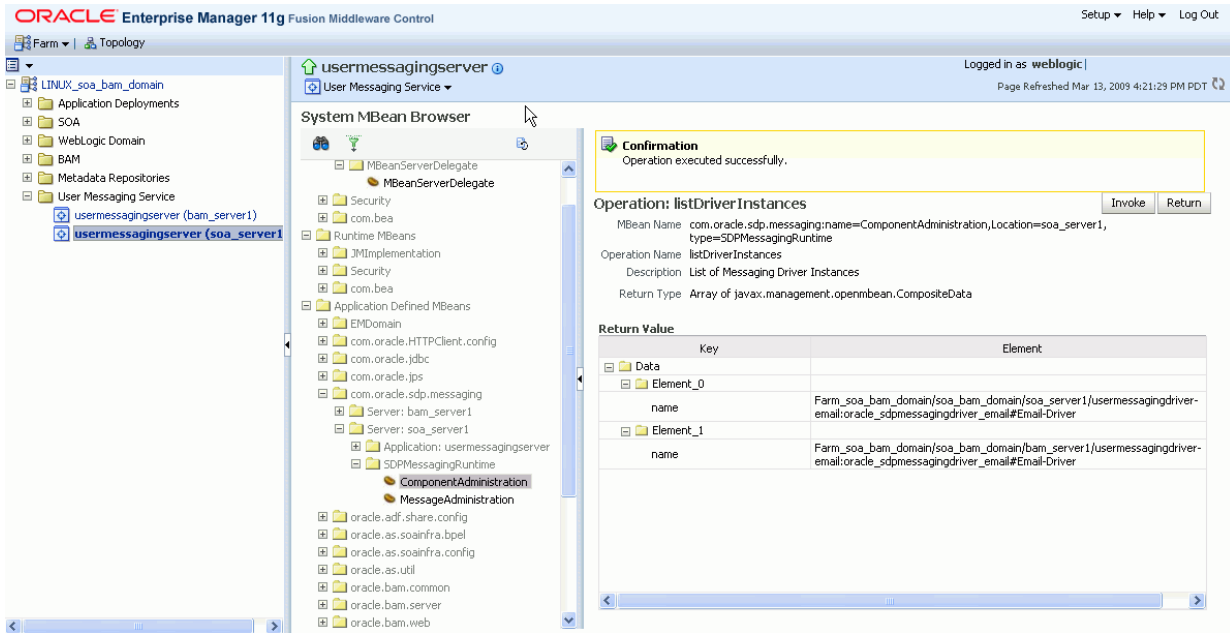 ORACLE Enterprise Manager 11g Fusion Middleware Control
Setup Help Log Out
Farm | Topology
LINUX_soa_bam_domain
Application Deployments
SOA
WebLogic Domain
BAM
Metadata Repositories
User Messaging Service
usermessagingserver (bam_server1)
usermessagingserver (soa_server1
usermessagingserver
User Messaging Service
Logged in as weblogic|
Page Refreshed Mar 13, 2009 4:21:29 PM PDT
System MBean Browser
MBeanServerDelegate
MBeanServerDelegate
Security
com.bea
Runtime MBeans
JMImplementation
Security
com.bea
Application Defined MBeans
EMDomain
com.oracle.HTTPClient.config
com.oracle.jdbc
com.oracle.jps
com.oracle.sdp.messaging
Server: bam_server1
Server: soa_server1
Application: usermessagingserver
SDPMessagingRuntime
ComponentAdministration
MessageAdministration
oracle.adf.share.config
oracle.as.soainfra.bpel
oracle.as.soainfra.config
oracle.as.util
oracle.bam.common
oracle.bam.server
oracle.bam.web
Confirmation
Operation executed successfully.
Operation: listDriverInstances
Invoke Return
MBean Name com.oracle.sdp.messaging:name=ComponentAdministration,Location=soa_server1,
type=SDPMessagingRuntime
Operation Name listDriverInstances
Description List of Messaging Driver Instances
Return Type Array of javax.management.openmbean.CompositeData
Return Value
Key Element
Data
Element_0
name Farm_soa_bam_domain/soa_bam_domain/soa_server1/usermessagingdriver-
email:oracle_sdpmessagingdriver_email#Email-Driver
Element_1
name Farm_soa_bam_domain/soa_bam_domain/bam_server1/usermessagingdriver-
email:oracle_sdpmessagingdriver_email#Email-Driver